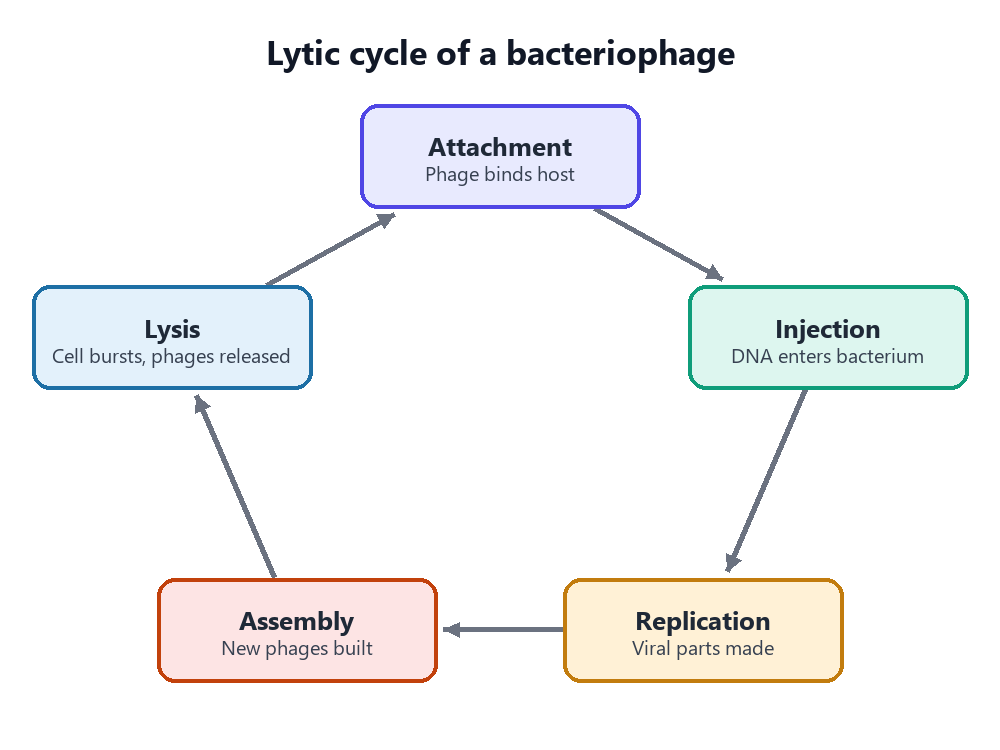 Lytic cycle of a bacteriophage
Attachment
Phage binds host
Injection
DNA enters bacterium
Replication
Viral parts made
Assembly
New phages built
Lysis
Cell bursts, phages released